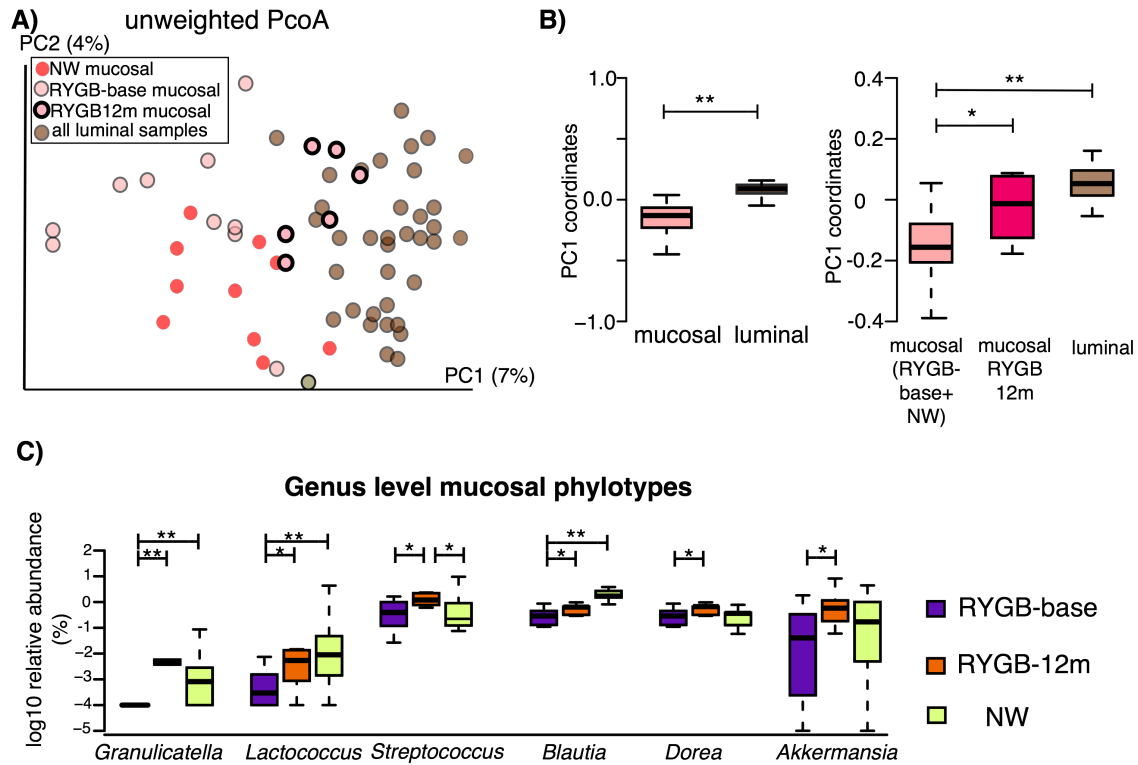 A)
unweighted PcoA
PC2 (4%)
NW mucosal
RYGB-base mucosal
RYGB12m mucosal
all luminal samples
PC1 (7%)
B)
PC1 coordinates
1.0
0.0
−1.0
**
mucosal
luminal
PC1 coordinates
0.4
0.2
0
-0.2
-0.4
**
*
mucosal
(RYGB-
base+
NW)
mucosal
RYGB
12m
luminal
C)
Genus level mucosal phylotypes
log10 relative abundance
(%)
2
1
0
−1
−2
−3
−4
−5
**
**
**
*
*
*
**
*
*
*
Granulicatella
Lactococcus
Streptococcus
Blautia
Dorea
Akkermansia
RYGB-base
RYGB-12m
NW